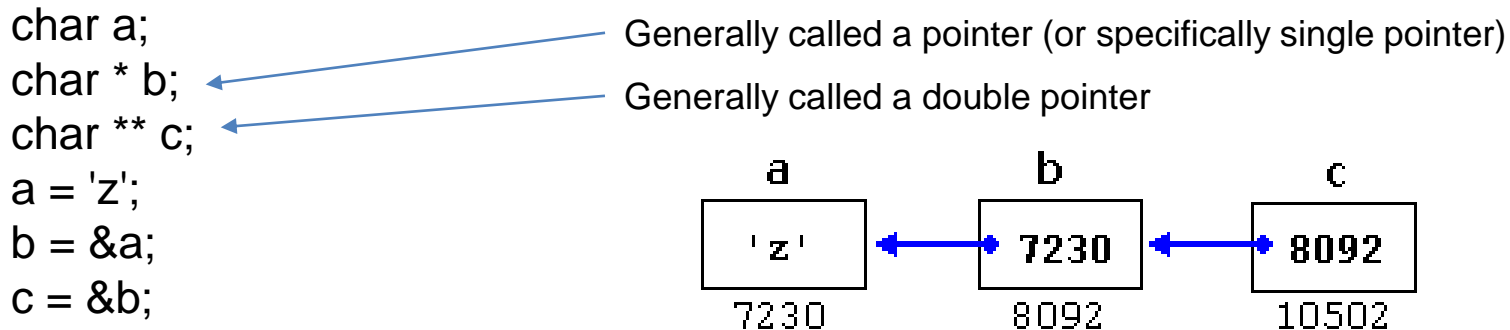 char a;
char * b;
char ** c;
a = 'z';
b = &a;
c = &b;
Generally called a pointer (or specifically single pointer)
Generally called a double pointer
a b c
'z' 7230 8092
7230 8092 10502